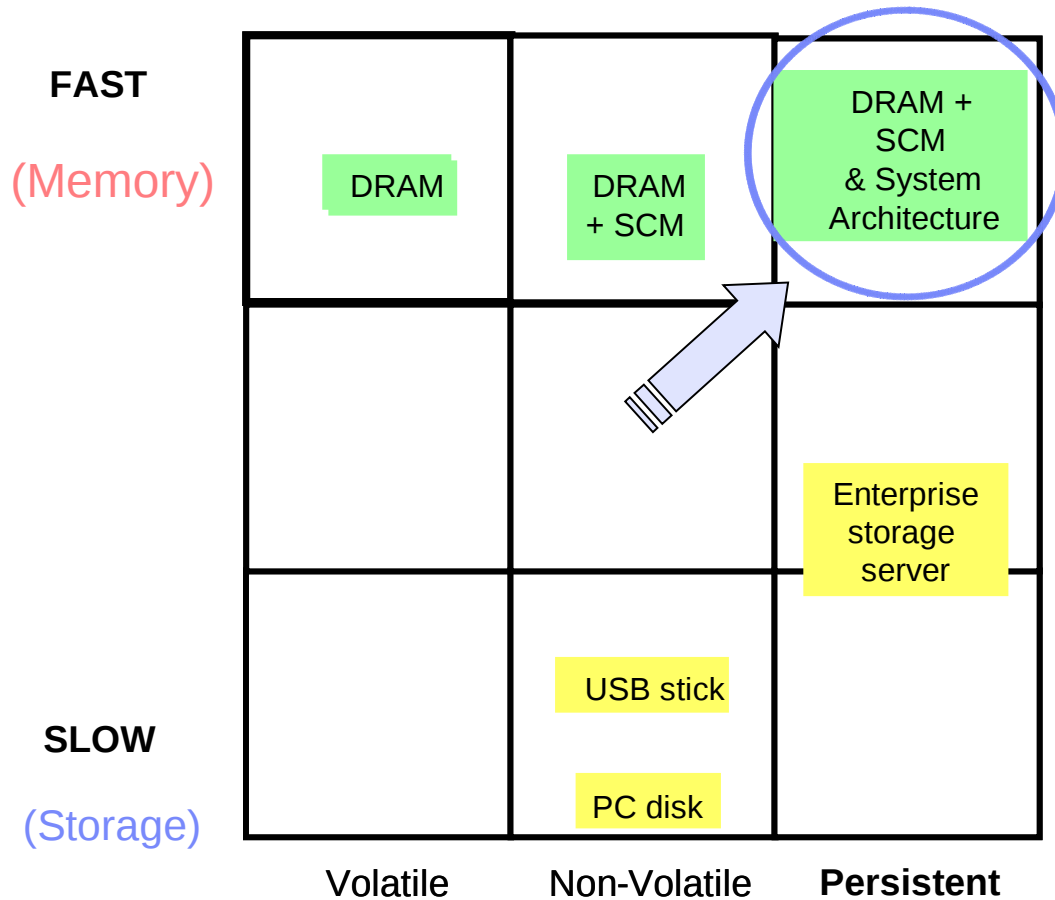 FAST
(Memory)
DRAM
DRAM
+ SCM
DRAM +
SCM
& System
Architecture
Enterprise
storage
server
USB stick
SLOW
PC disk
(Storage)
Volatile
Non-Volatile
Persistent